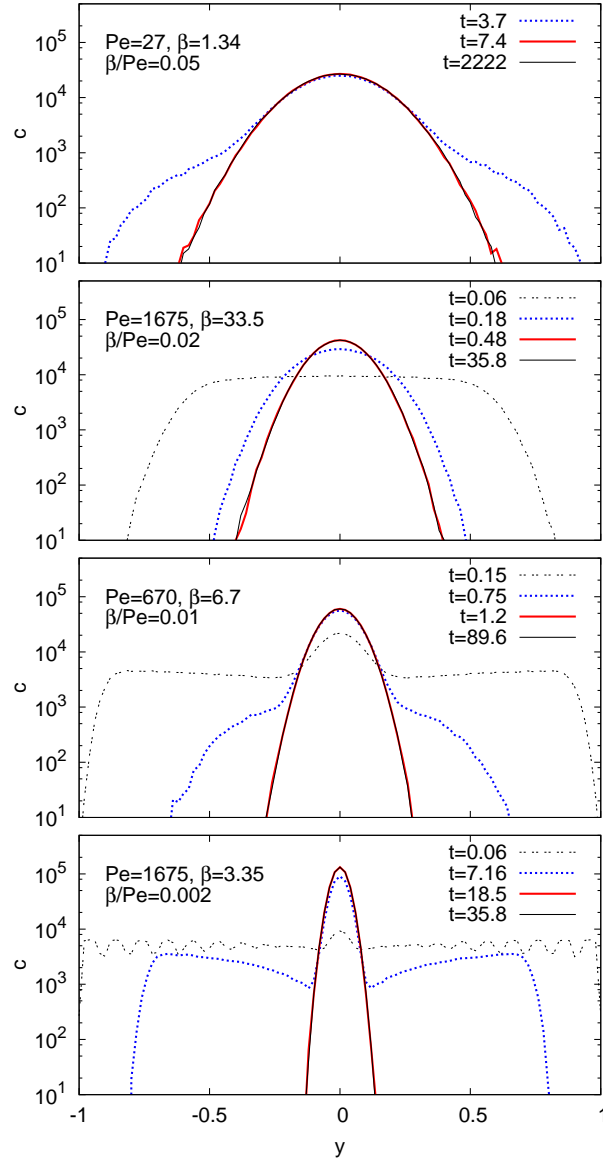 Pe=27, β=1.34
β/Pe=0.05
t=3.7
t=7.4
t=2222
10^5
10^4
10^3
10^2
10^1
c
Pe=1675, β=33.5
β/Pe=0.02
t=0.06
t=0.18
t=0.48
t=35.8
10^5
10^4
10^3
10^2
10^1
c
Pe=670, β=6.7
β/Pe=0.01
t=0.15
t=0.75
t=1.2
t=89.6
10^5
10^4
10^3
10^2
10^1
c
Pe=1675, β=3.35
β/Pe=0.002
t=0.06
t=7.16
t=18.5
t=35.8
10^5
10^4
10^3
10^2
10^1
c
-1 -0.5 0 0.5 1
y